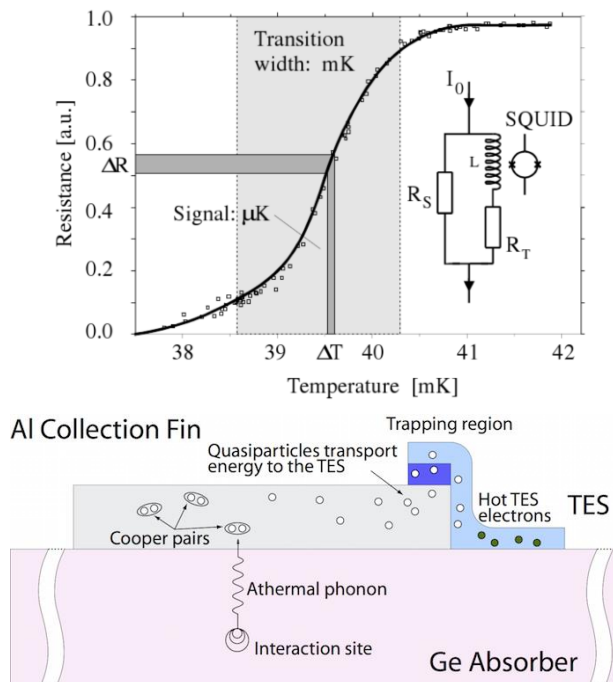 1.0
Transition
width: mK
I0
SQUID
0.8
Resistance [a.u.]
0.6
ΔR
L
RS
0.4
Signal: μK
RT
0.2
0.0
38
39
ΔT
40
41
42
Temperature [mK]
Al Collection Fin
Trapping region
Quasiparticles transport
energy to the TES
TES
Hot TES
electrons
Cooper pairs
Athermal phonon
Interaction site
Ge Absorber